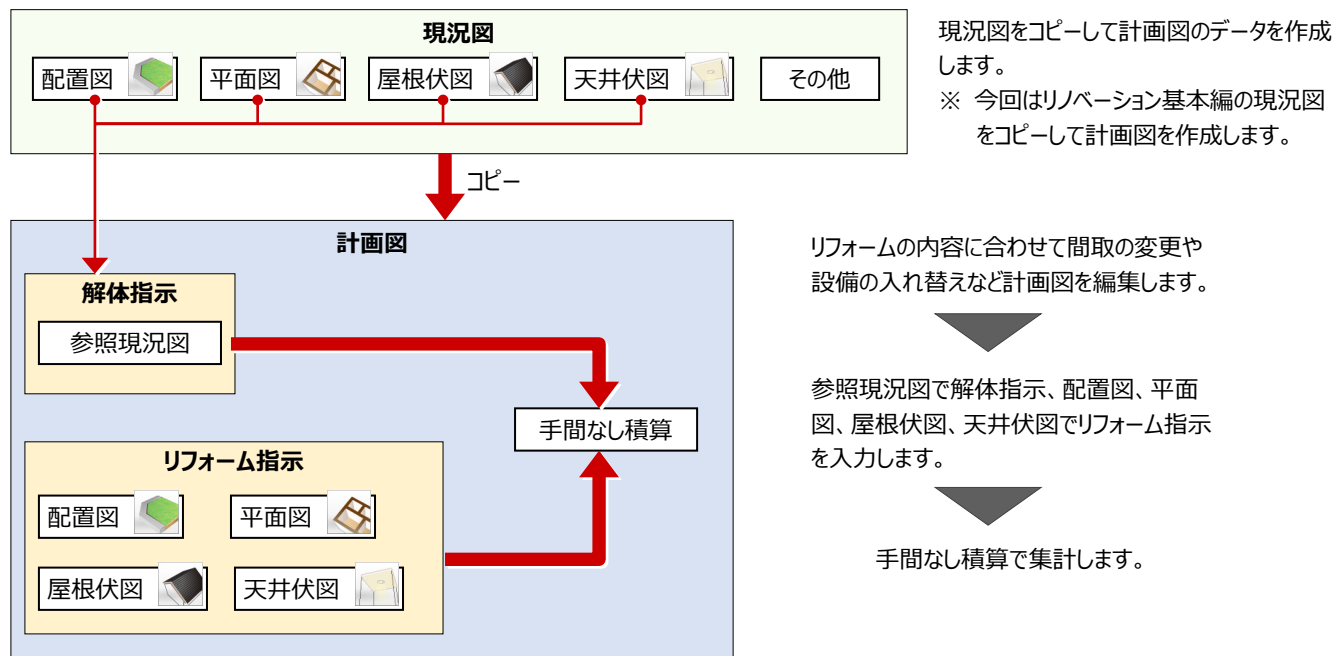 現況図
配置図
平面図
屋根伏図
天井伏図
その他
現況図をコピーして計画図のデータを作成
します。
※ 今回はリノベーション基本編の現況図
をコピーして計画図を作成します。
コピー
計画図
解体指示
参照現況図
手間なし積算
リフォーム指示
配置図
平面図
屋根伏図
天井伏図
リフォームの内容に合わせて間取の変更や
設備の入れ替えなど計画図を編集します。
参照現況図で解体指示、配置図、平面
図、屋根伏図、天井伏図でリフォーム指示
を入力します。
手間なし積算で集計します。